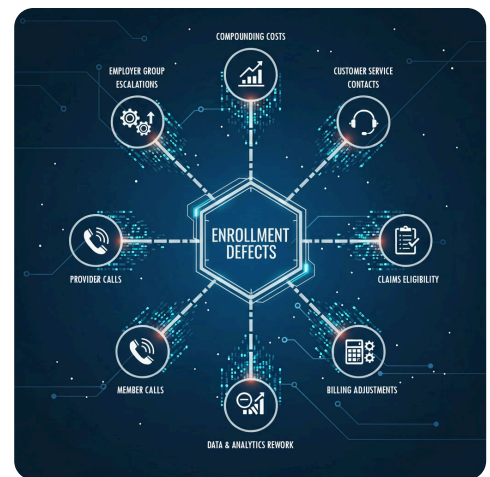 COMPOUNDING COSTS
EMPLOYER GROUP
ESCALATIONS
CUSTOMER SERVICE
CONTACTS
ENROLLMENT
DEFECTS
PROVIDER CALLS
CLAIMS ELIGIBILITY
MEMBER CALLS
BILLING ADJUSTMENTS
DATA & ANALYTICS REWORK